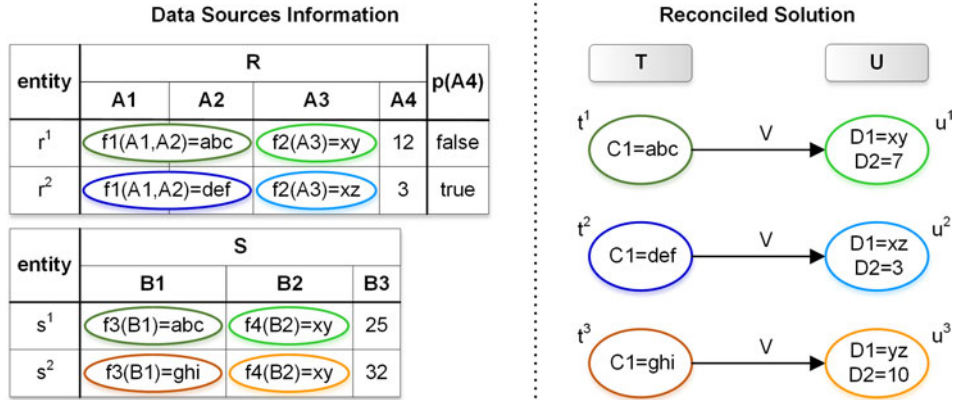 Data Sources Information
entity R p(A4)
A1 A2 A3 A4
r¹ f1(A1,A2)=abc f2(A3)=xy 12 false
r² f1(A1,A2)=def f2(A3)=xz 3 true
entity S
B1 B2 B3
s¹ f3(B1)=abc f4(B2)=xy 25
s² f3(B1)=ghi f4(B2)=xy 32
Reconciled Solution
T U
t¹ V u¹
C1=abc D1=xy
D2=7
t² V u²
C1=def D1=xz
D2=3
t³ V u³
C1=ghi D1=yz
D2=10